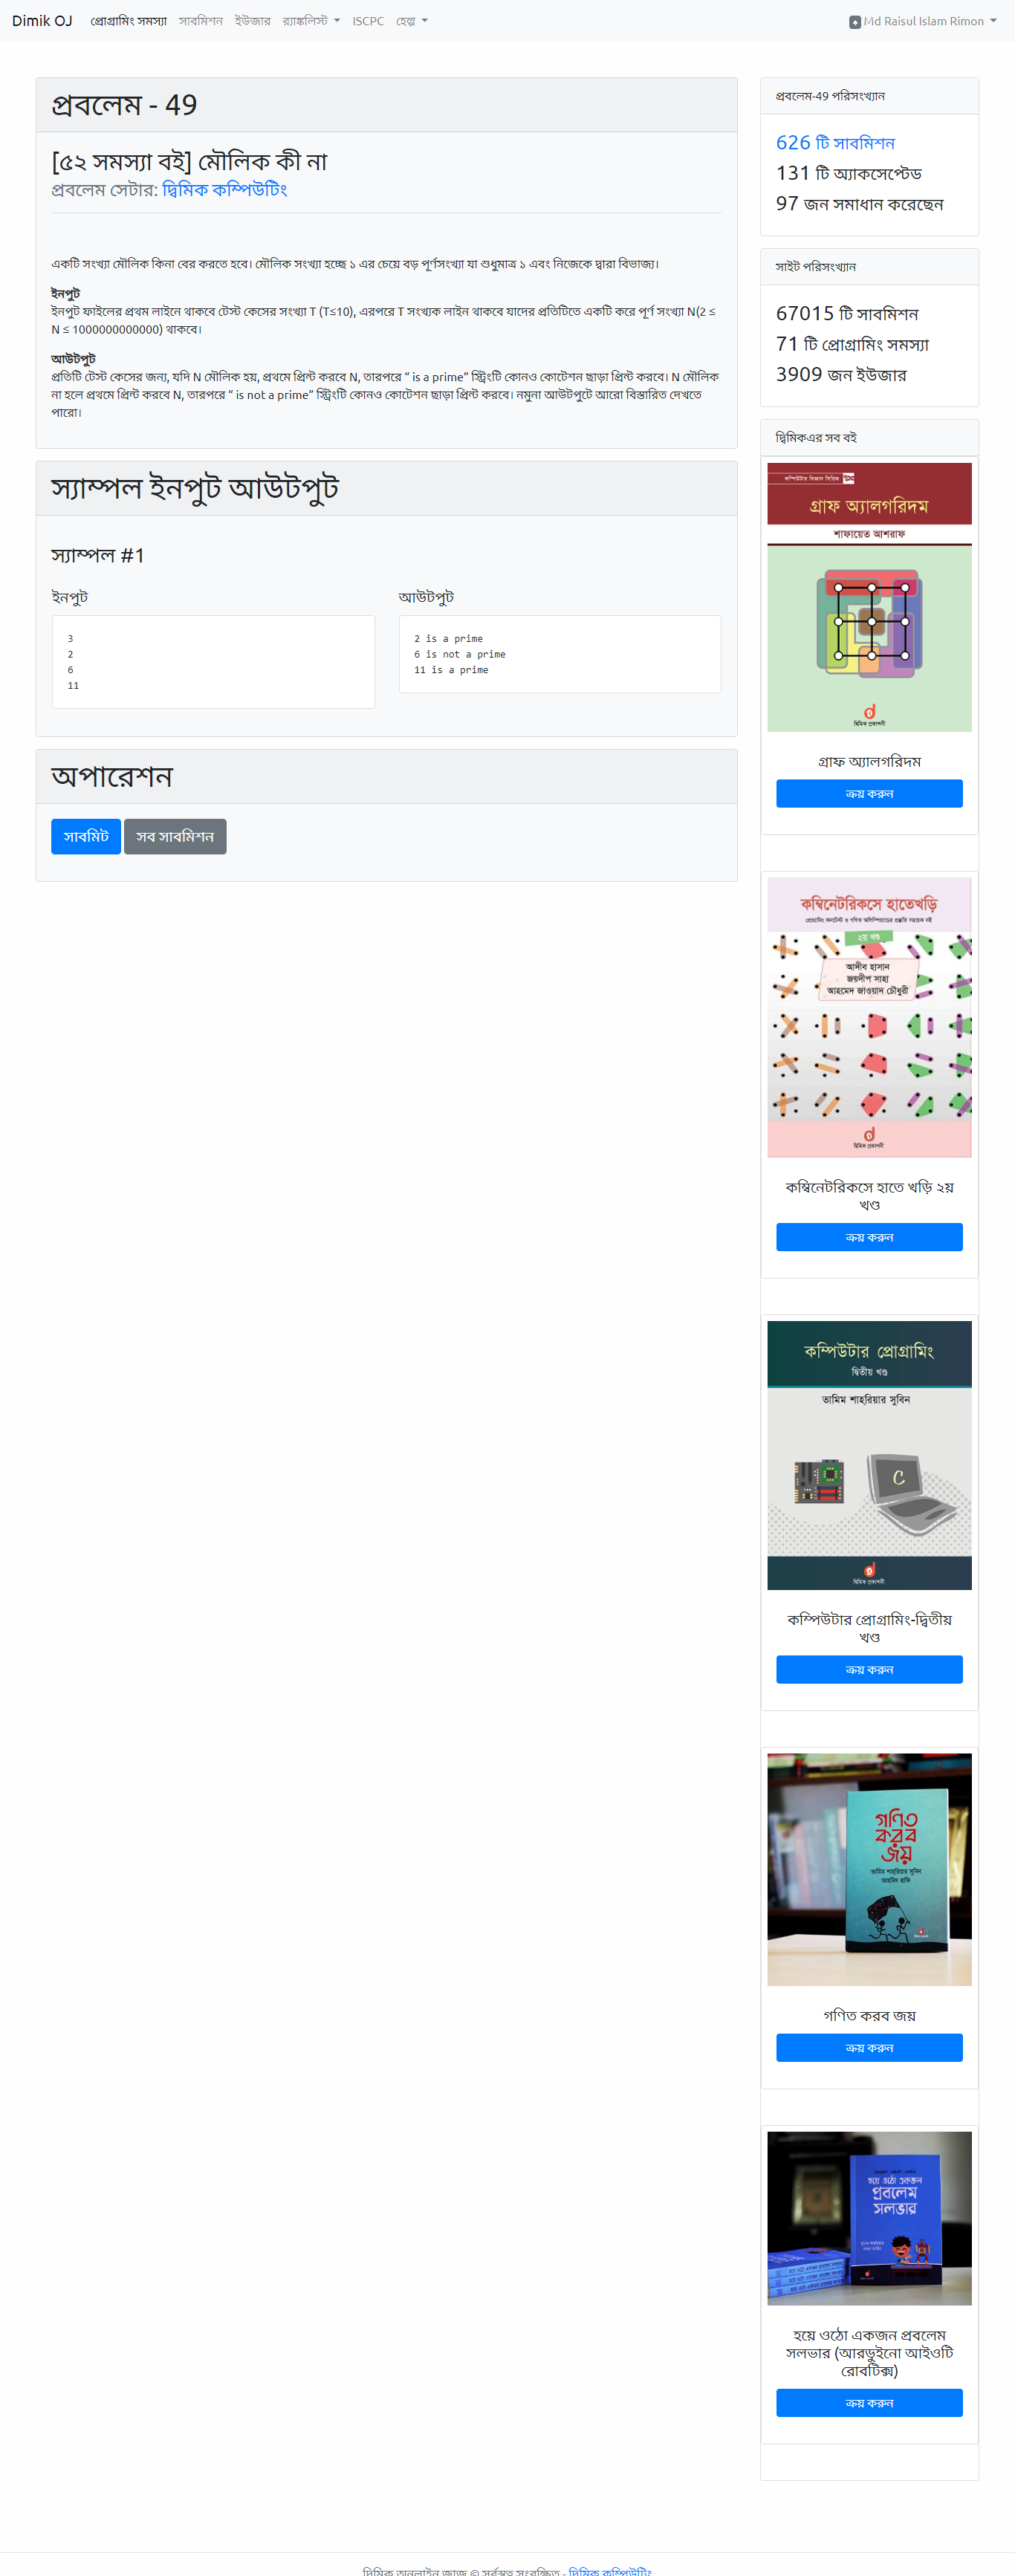 Dimik OJ প্রোগ্রামিং সমস্যা সাবমিশন ইউজার র‍্যাঙ্কলিস্ট ISCPC হেল্প Md Raisul Islam Rimon
প্রবলেম - 49
[৫২ সমস্যা বই] মৌলিক কী না
প্রবলেম সেটার: দ্বিমিক কম্পিউটিং
একটি সংখ্যা মৌলিক কিনা বের করতে হবে। মৌলিক সংখ্যা হচ্ছে ১ এর চেয়ে বড় পূর্ণসংখ্যা যা শুধুমাত্র ১ এবং নিজেকে দ্বারা বিভাজ্য।
ইনপুট
ইনপুট ফাইলের প্রথম লাইনে থাকবে টেস্ট কেসের সংখ্যা T (T≤10), এরপরে T সংখ্যক লাইন থাকবে যাদের প্রতিটিতে একটি করে পূর্ণ সংখ্যা N(2 ≤
N ≤ 1000000000000) থাকবে।
আউটপুট
প্রতিটি টেস্ট কেসের জন্য, যদি N মৌলিক হয়, প্রথমে প্রিন্ট করবে N, তারপরে “ is a prime” স্ট্রিংটি কোনও কোটেশন ছাড়া প্রিন্ট করবে। N মৌলিক
না হলে প্রথমে প্রিন্ট করবে N, তারপরে “ is not a prime” স্ট্রিংটি কোনও কোটেশন ছাড়া প্রিন্ট করবে। নমুনা আউটপুটে আরো বিস্তারিত দেখতে
পারো।
স্যাম্পল ইনপুট আউটপুট
স্যাম্পল #1
ইনপুট
3
2
6
11
আউটপুট
2 is a prime
6 is not a prime
11 is a prime
অপারেশন
সাবমিট সব সাবমিশন
প্রবলেম-49 পরিসংখ্যান
626 টি সাবমিশন
131 টি অ্যাকসেপ্টেড
97 জন সমাধান করেছেন
সাইট পরিসংখ্যান
67015 টি সাবমিশন
71 টি প্রোগ্রামিং সমস্যা
3909 জন ইউজার
দ্বিমিকএর সব বই
কম্পিউটার বিজ্ঞান সিরিজ
গ্রাফ অ্যালগরিদম
শাফায়েত আশরাফ
দ্বিমিক প্রকাশনী
গ্রাফ অ্যালগরিদম
ক্রয় করুন
কম্বিনেটরিকসে হাতেখড়ি
প্রোগ্রামিং কনটেস্ট ও গণিত অলিম্পিয়াডের প্রস্তুতি সহায়ক বই
২য় খণ্ড
আদীব হাসান
জয়দীপ সাহা
আহমেদ জাওয়াদ চৌধুরী
দ্বিমিক প্রকাশনী
কম্বিনেটরিকসে হাতে খড়ি ২য়
খণ্ড
ক্রয় করুন
কম্পিউটার প্রোগ্রামিং
দ্বিতীয় খণ্ড
তামিম শাহ্‌রিয়ার সুবিন
C
দ্বিমিক প্রকাশনী
কম্পিউটার প্রোগ্রামিং-দ্বিতীয়
খণ্ড
ক্রয় করুন
গণিত
করব
জয়
তামিম শাহ্‌রিয়ার সুবিন
তাহমিদ রাফি
গণিত করব জয়
ক্রয় করুন
হয়ে ওঠো একজন
প্রবলেম
সলভার
হয়ে ওঠো একজন প্রবলেম
সলভার (আরডুইনো আইওটি
রোবটিক্স)
ক্রয় করুন
দ্বিমিক অনলাইন জাজ © সর্বস্বত্ব সংরক্ষিত - দ্বিমিক কম্পিউটিং